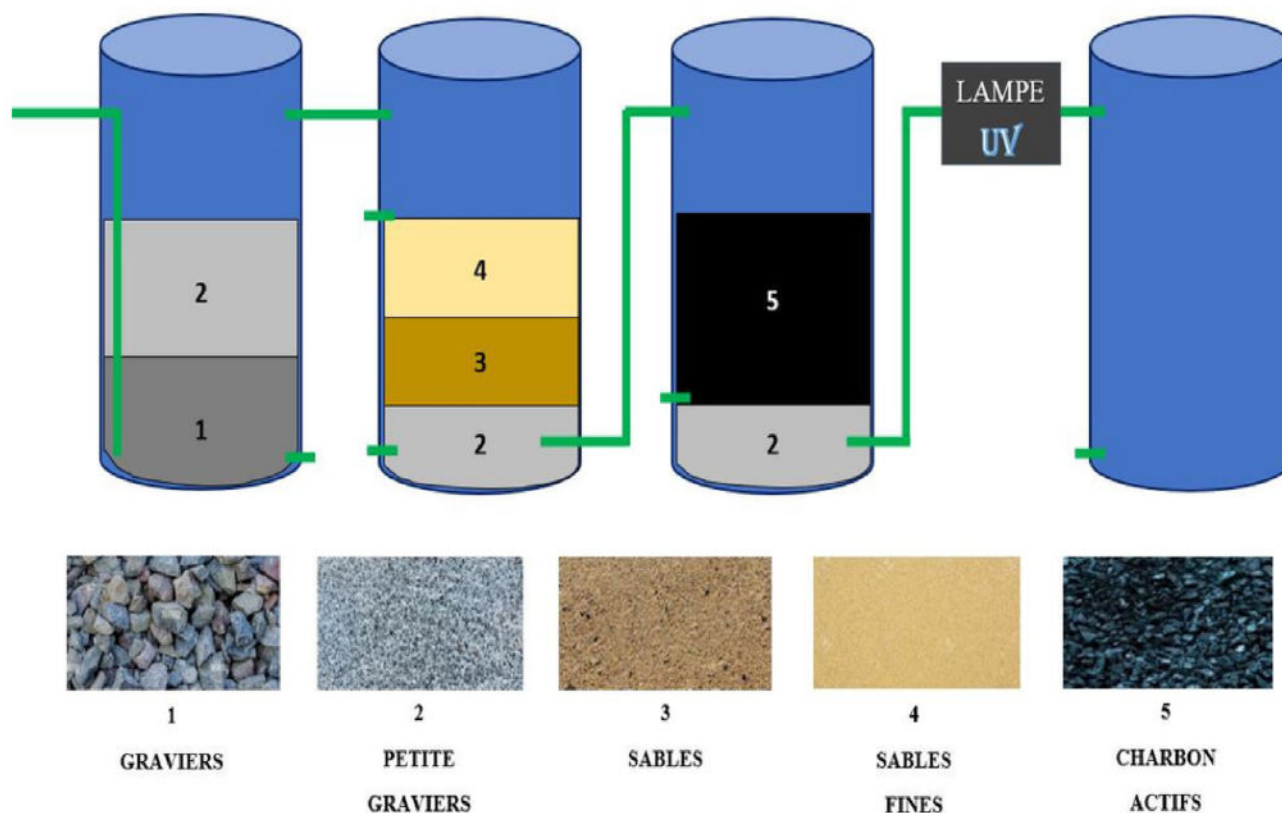 LAMPE
UV
2
1
4
3
2
5
2
1
GRAVIERS
2
PETITE
GRAVIERS
3
SABLES
4
SABLES
FINES
5
CHARBON
ACTIFS